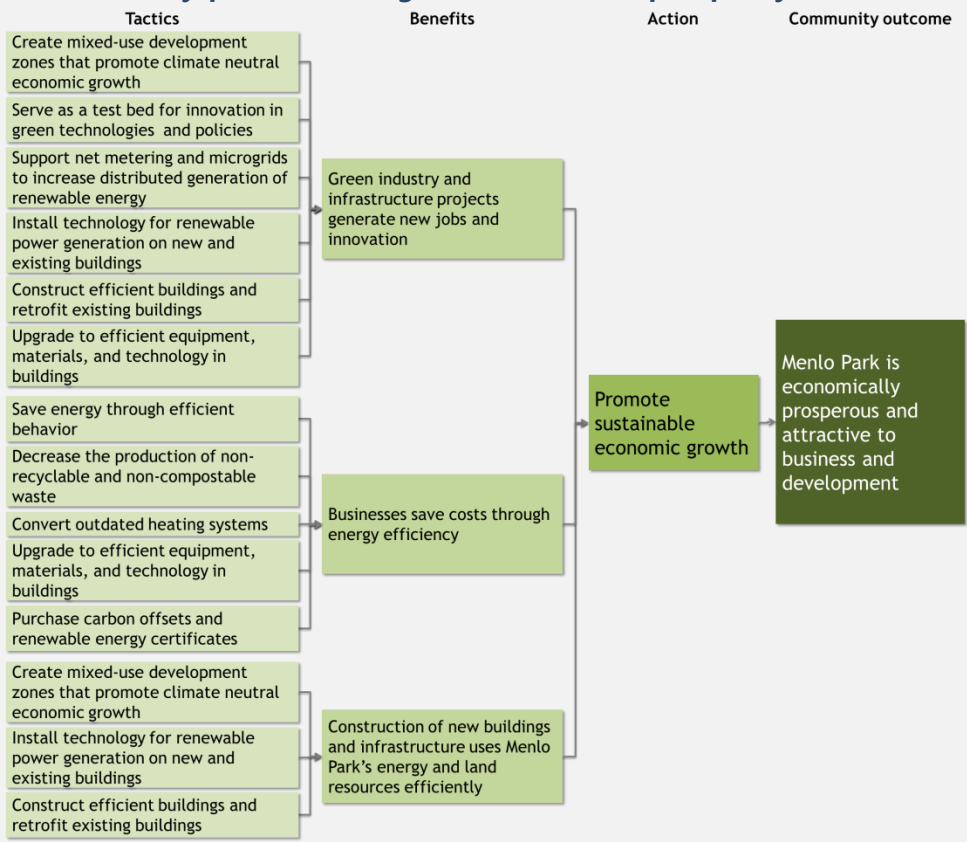 Tactics Benefits Action Community outcome
Create mixed-use development
zones that promote climate neutral
economic growth
Serve as a test bed for innovation in
green technologies and policies
Support net metering and microgrids
to increase distributed generation of
renewable energy
Install technology for renewable
power generation on new and
existing buildings
Construct efficient buildings and
retrofit existing buildings
Upgrade to efficient equipment,
materials, and technology in
buildings
Green industry and
infrastructure projects
generate new jobs and
innovation
Save energy through efficient
behavior
Decrease the production of non-
recyclable and non-compostable
waste
Convert outdated heating systems
Upgrade to efficient equipment,
materials, and technology in
buildings
Purchase carbon offsets and
renewable energy certificates
Businesses save costs through
energy efficiency
Create mixed-use development
zones that promote climate neutral
economic growth
Install technology for renewable
power generation on new and
existing buildings
Construct efficient buildings and
retrofit existing buildings
Construction of new buildings
and infrastructure uses Menlo
Park’s energy and land
resources efficiently
Promote
sustainable
economic growth
Menlo Park is
economically
prosperous and
attractive to
business and
development